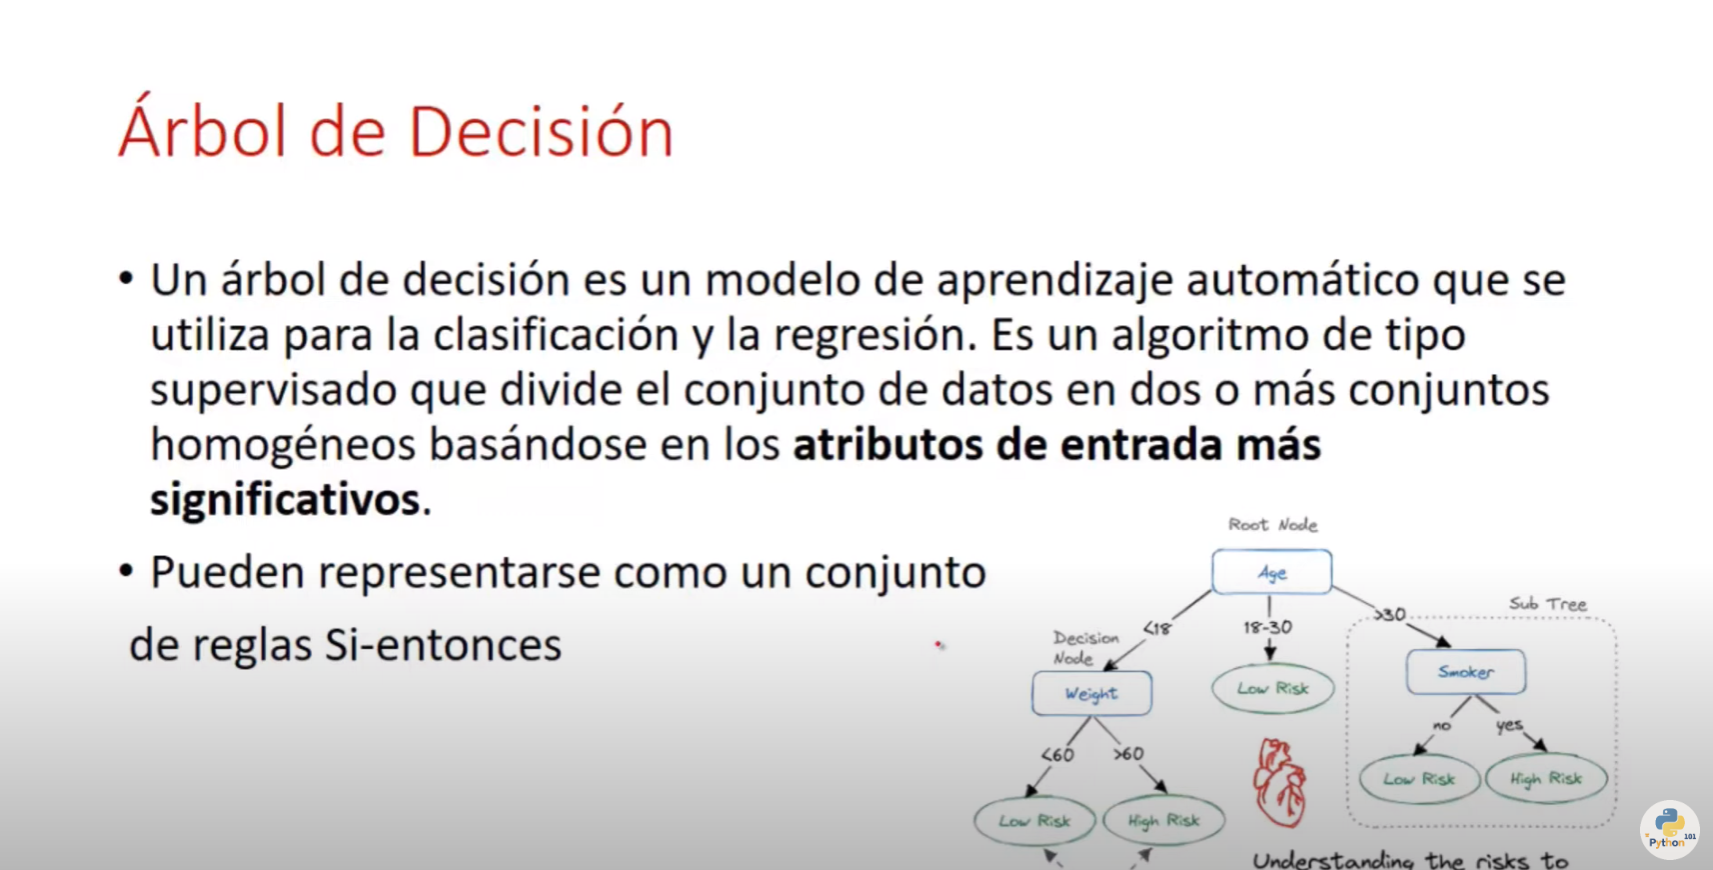 Árbol de Decisión
• Un árbol de decisión es un modelo de aprendizaje automático que se
utiliza para la clasificación y la regresión. Es un algoritmo de tipo
supervisado que divide el conjunto de datos en dos o más conjuntos
homogéneos basándose en los atributos de entrada más
significativos.
• Pueden representarse como un conjunto
de reglas Si-entonces
Root Node
Age
<18
18-30
>30
Sub Tree
Decision
Node
Weight
Low Risk
Smoker
<60
>60
no
yes
Low Risk
High Risk
Low Risk
High Risk
Understanding the risks to
Python
101